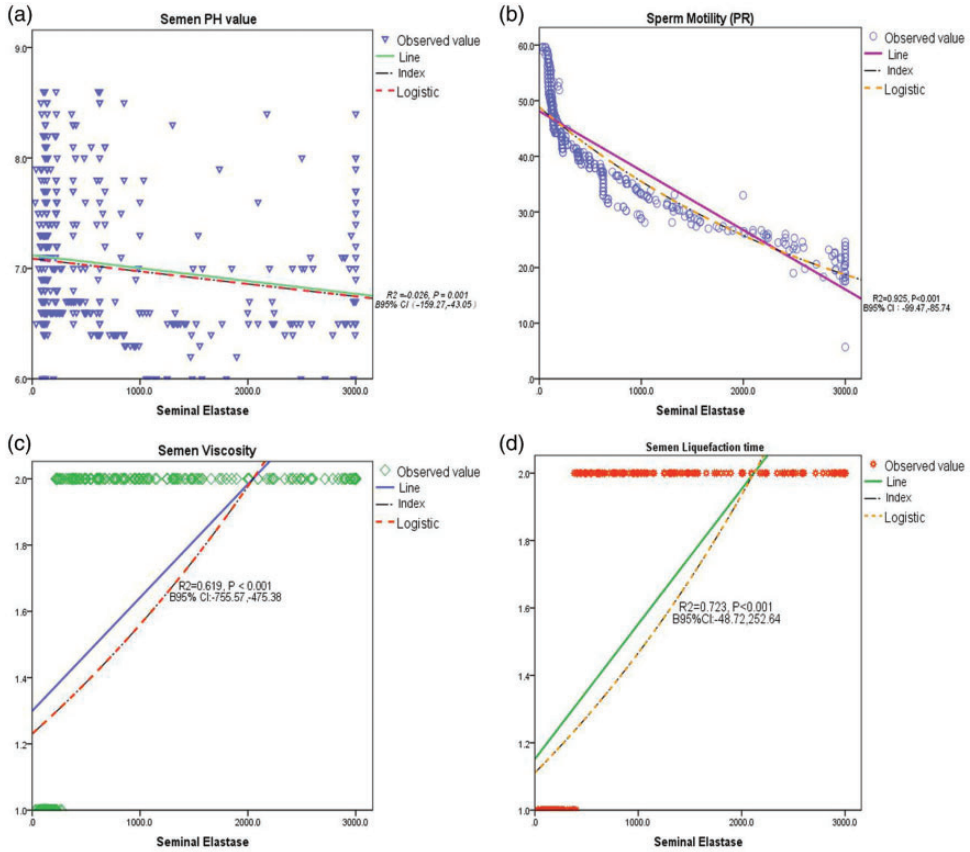 (a)
Semen PH value
9.0
8.0
7.0
6.0
.0
1000.0
2000.0
3000.0
Seminal Elastase
Observed value
Line
Index
Logistic
R2 =-0.026, P = 0.001
B95% CI (-159.27,-43.05)
(b)
Sperm Motility (PR)
60.0
50.0
40.0
30.0
20.0
10.0
.0
.0
1000.0
2000.0
3000.0
Seminal Elastase
Observed value
Line
Index
Logistic
R2=0.925, P<0.001
B95% CI : -99.47,-85.74
(c)
Semen Viscosity
2.0
1.8
1.6
1.4
1.2
1.0
.0
1000.0
2000.0
3000.0
Seminal Elastase
Observed value
Line
Index
Logistic
R2=0.619, P < 0.001
B95% CI:-755.57,-475.38
(d)
Semen Liquefaction time
2.0
1.8
1.6
1.4
1.2
1.0
.0
1000.0
2000.0
3000.0
Seminal Elastase
Observed value
Line
Index
Logistic
R2=0.723, P<0.001
B95%CI:-48.72,252.64